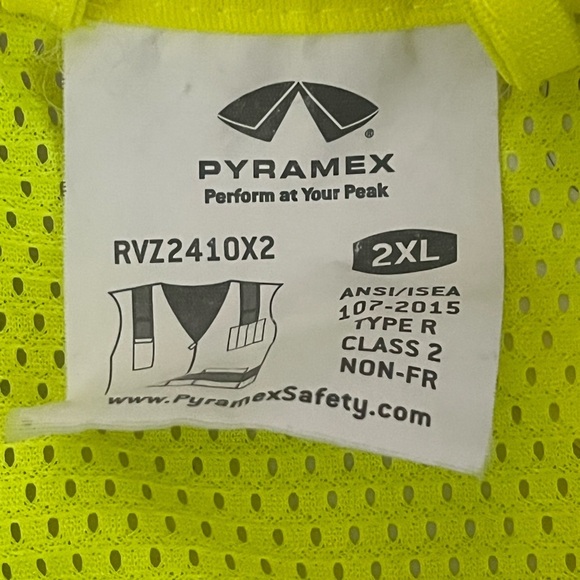 ®
PYRAMEX
Perform at Your Peak
RVZ2410X2
2XL
ANSI/ISEA
107-2015
TYPE R
CLASS 2
NON-FR
www.PyramexSafety.com